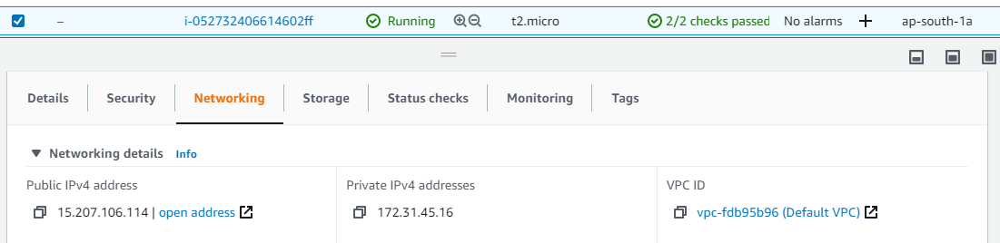 – i-052732406614602ff Running t2.micro 2/2 checks passed No alarms + ap-south-1a
Details Security Networking Storage Status checks Monitoring Tags
Networking details Info
Public IPv4 address Private IPv4 addresses VPC ID
15.207.106.114 | open address 172.31.45.16 vpc-fdb95b96 (Default VPC)